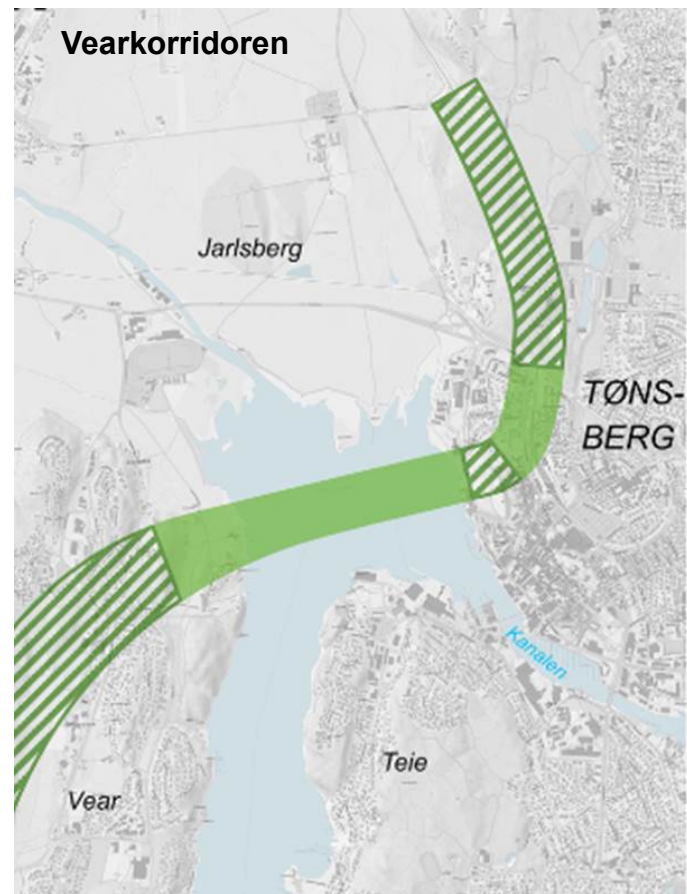 Vearkorridoren
Jarlsberg
TØNS-
BERG
Kanalen
Teie
Vear